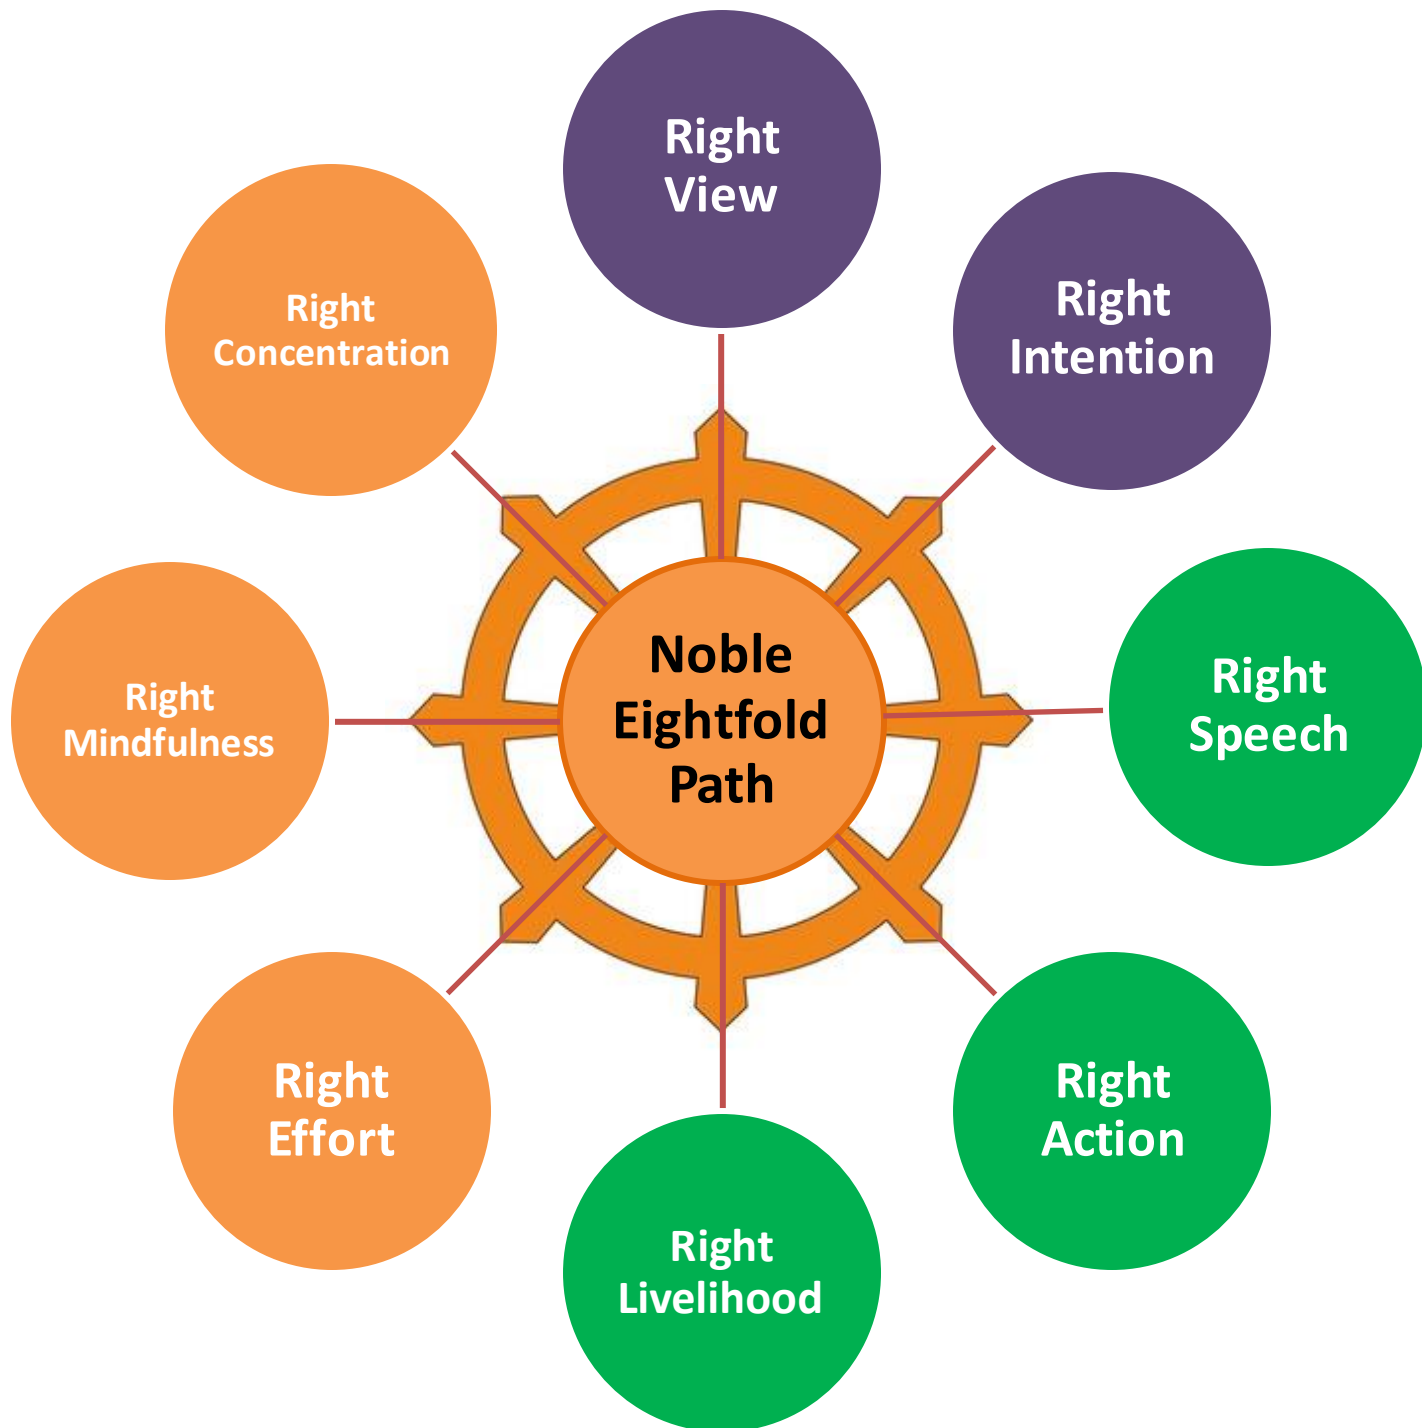 Right
View
Right
Intention
Right
Speech
Right
Action
Right
Livelihood
Right
Effort
Right
Mindfulness
Right
Concentration
Noble
Eightfold
Path